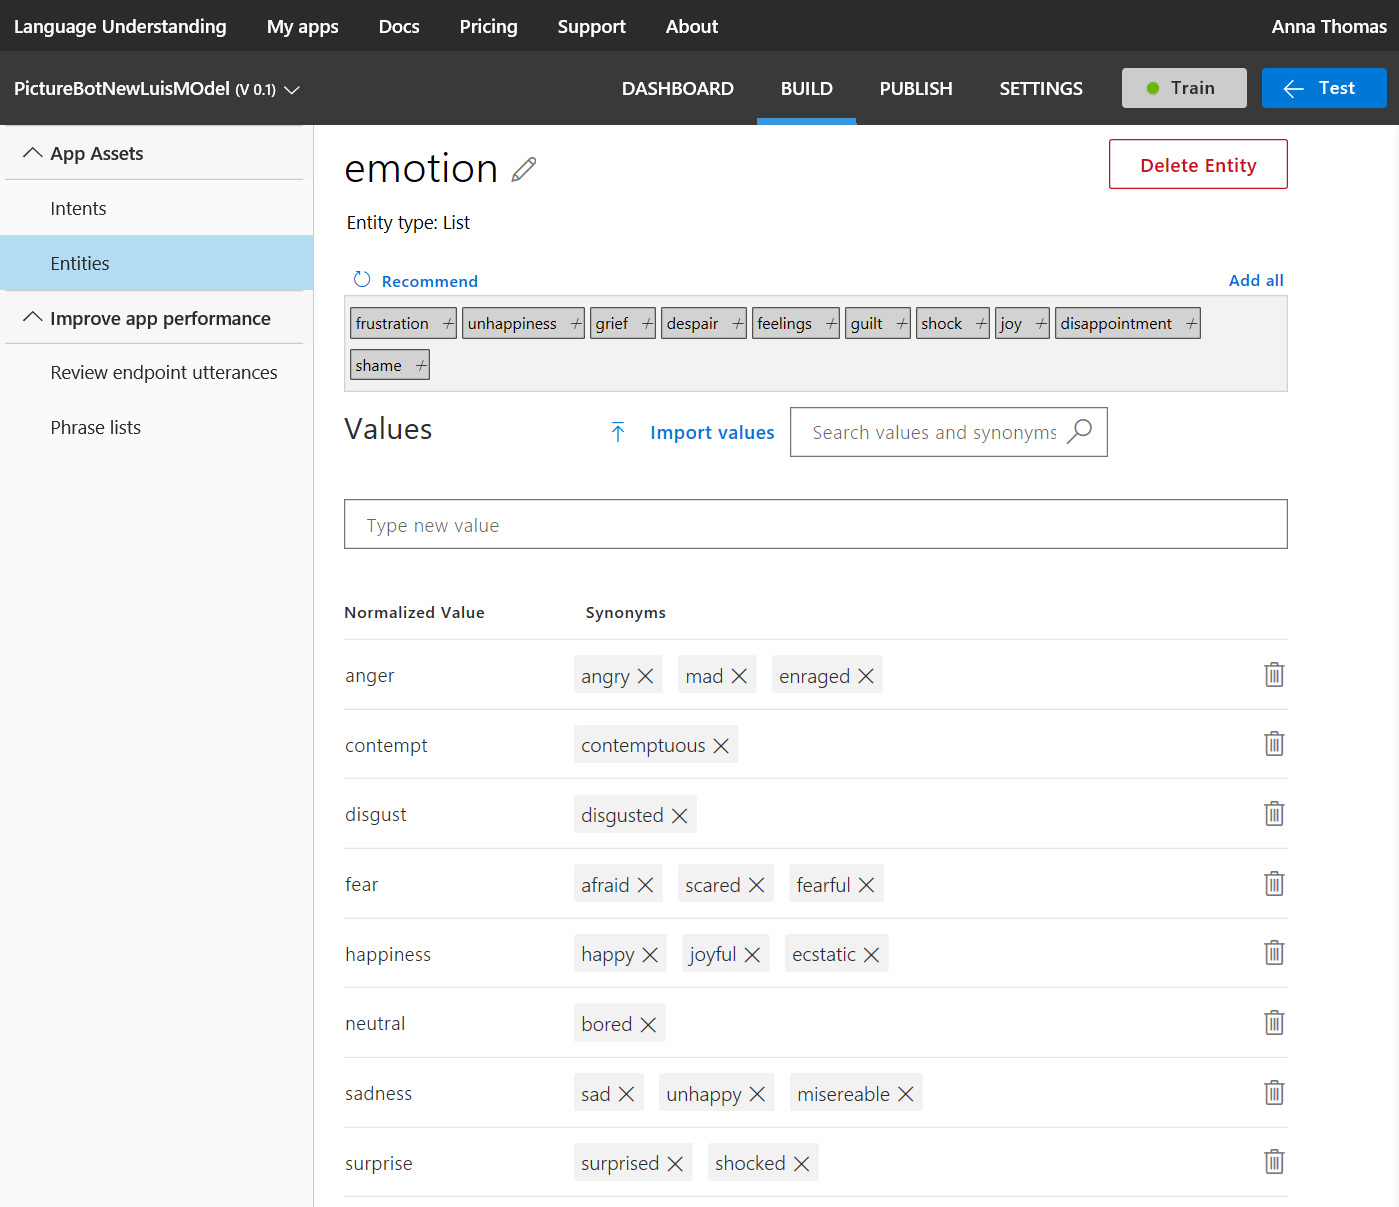 Language Understanding My apps Docs Pricing Support About Anna Thomas
PictureBotNewLuisMOdel (V 0.1) DASHBOARD BUILD PUBLISH SETTINGS Train Test
App Assets
Intents
Entities
Improve app performance
Review endpoint utterances
Phrase lists
emotion
Delete Entity
Entity type: List
Recommend Add all
frustration + unhappiness + grief + despair + feelings + guilt + shock + joy + disappointment +
shame +
Values Import values Search values and synonyms
Type new value
Normalized Value Synonyms
anger angry mad enraged
contempt contemptuous
disgust disgusted
fear afraid scared fearful
happiness happy joyful ecstatic
neutral bored
sadness sad unhappy misereable
surprise surprised shocked